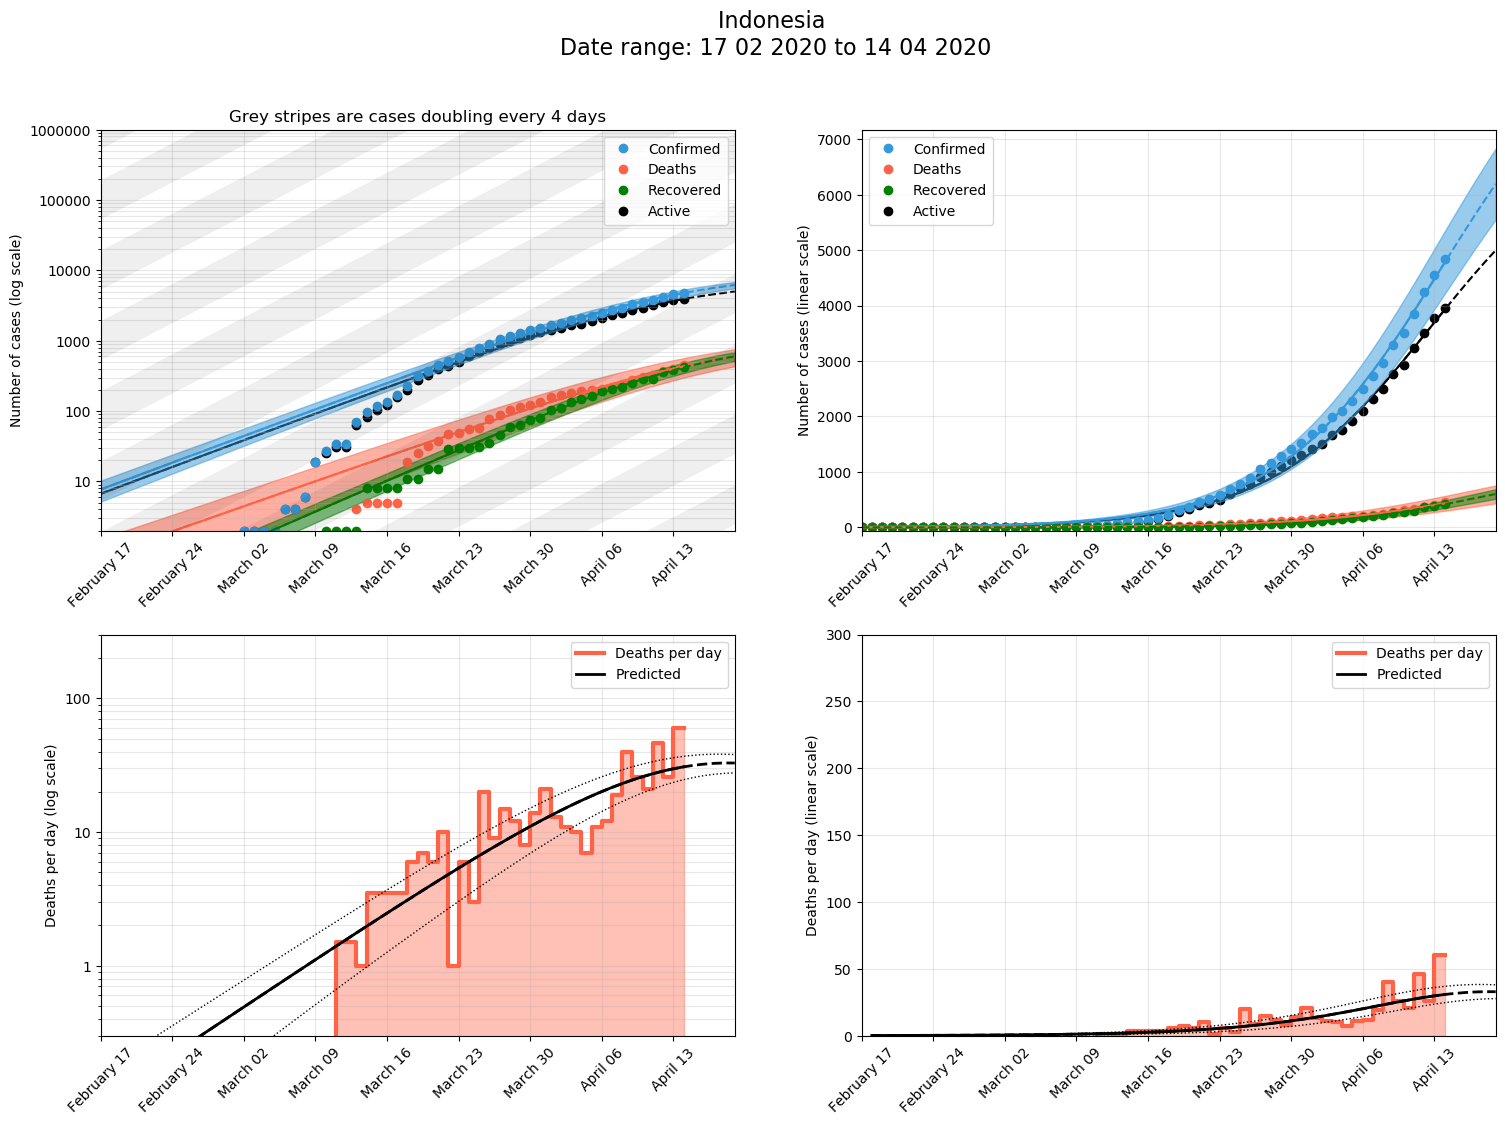 Indonesia
Date range: 17 02 2020 to 14 04 2020
Grey stripes are cases doubling every 4 days
Number of cases (log scale)
1000000
100000
10000
1000
100
10
Confirmed
Deaths
Recovered
Active
February 17
February 24
March 02
March 09
March 16
March 23
March 30
April 06
April 13
Number of cases (linear scale)
7000
6000
5000
4000
3000
2000
1000
0
Confirmed
Deaths
Recovered
Active
February 17
February 24
March 02
March 09
March 16
March 23
March 30
April 06
April 13
Deaths per day (log scale)
100
10
1
Deaths per day
Predicted
February 17
February 24
March 02
March 09
March 16
March 23
March 30
April 06
April 13
Deaths per day (linear scale)
300
250
200
150
100
50
0
Deaths per day
Predicted
February 17
February 24
March 02
March 09
March 16
March 23
March 30
April 06
April 13